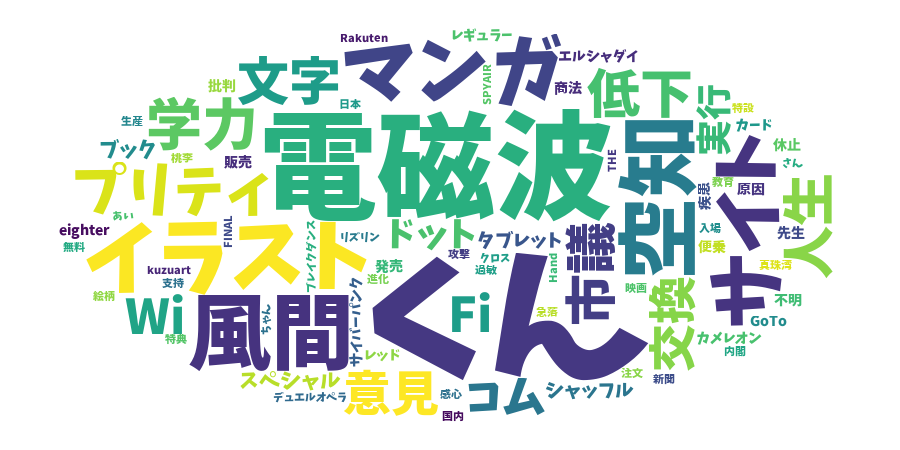 Rakuten
レギュラー
マンガ
エルシャダイ
文字
批判
SPYAIR
商法
低下
日本
学力
電磁波
実行
特設
生産
カード
ブック
桃李
販売
THE
空知
サイト
休止
さん
プリティ
疾患
教育
原因
人生
あい
eighter
無料
FINAL
イラスト
ブレイクダンス
リズリン
ドット
タブレット
市議
入場
先生
便乗
攻撃
クロス
過敏
Hand
発売
進化
kuzuart
支持
絵柄
Wi
特典
風間
ちゃん
サイバーパンク
くん
Fi
急落
映画
交換
真珠湾
不明
GoTo
カメレオン
内閣
レッド
スペシャル
デュエルオペラ
意見
感心
国内
コム
シャッフル
注文
新聞